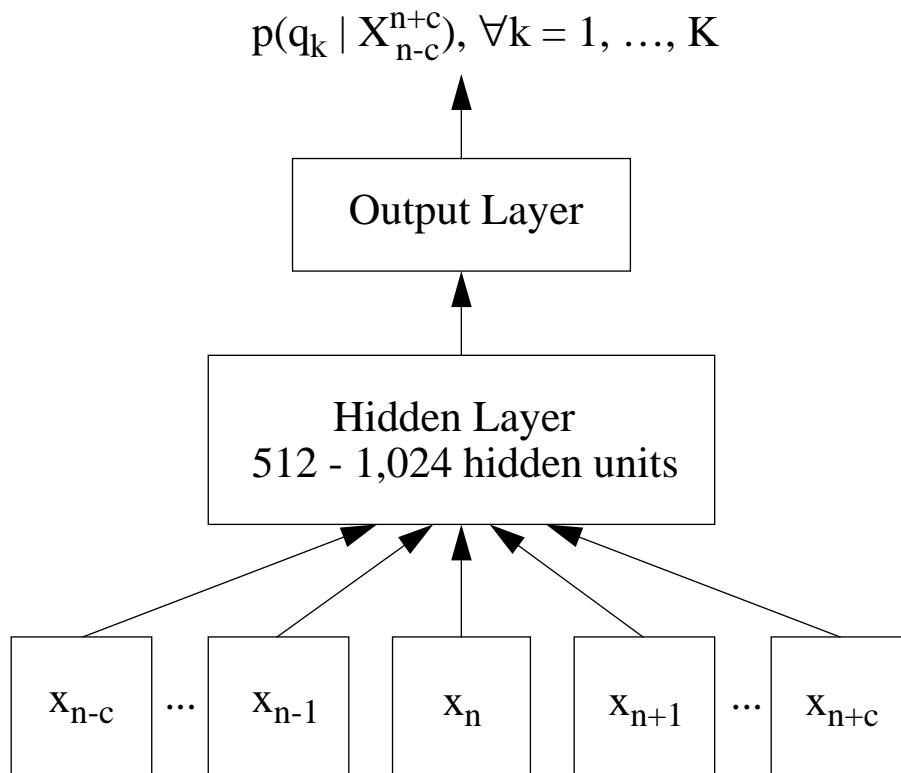 p(q_k | X_{n-c}^{n+c}), ∀k = 1, …, K
Output Layer
Hidden Layer
512 - 1,024 hidden units
x_{n-c} ... x_{n-1} x_n x_{n+1} ... x_{n+c}